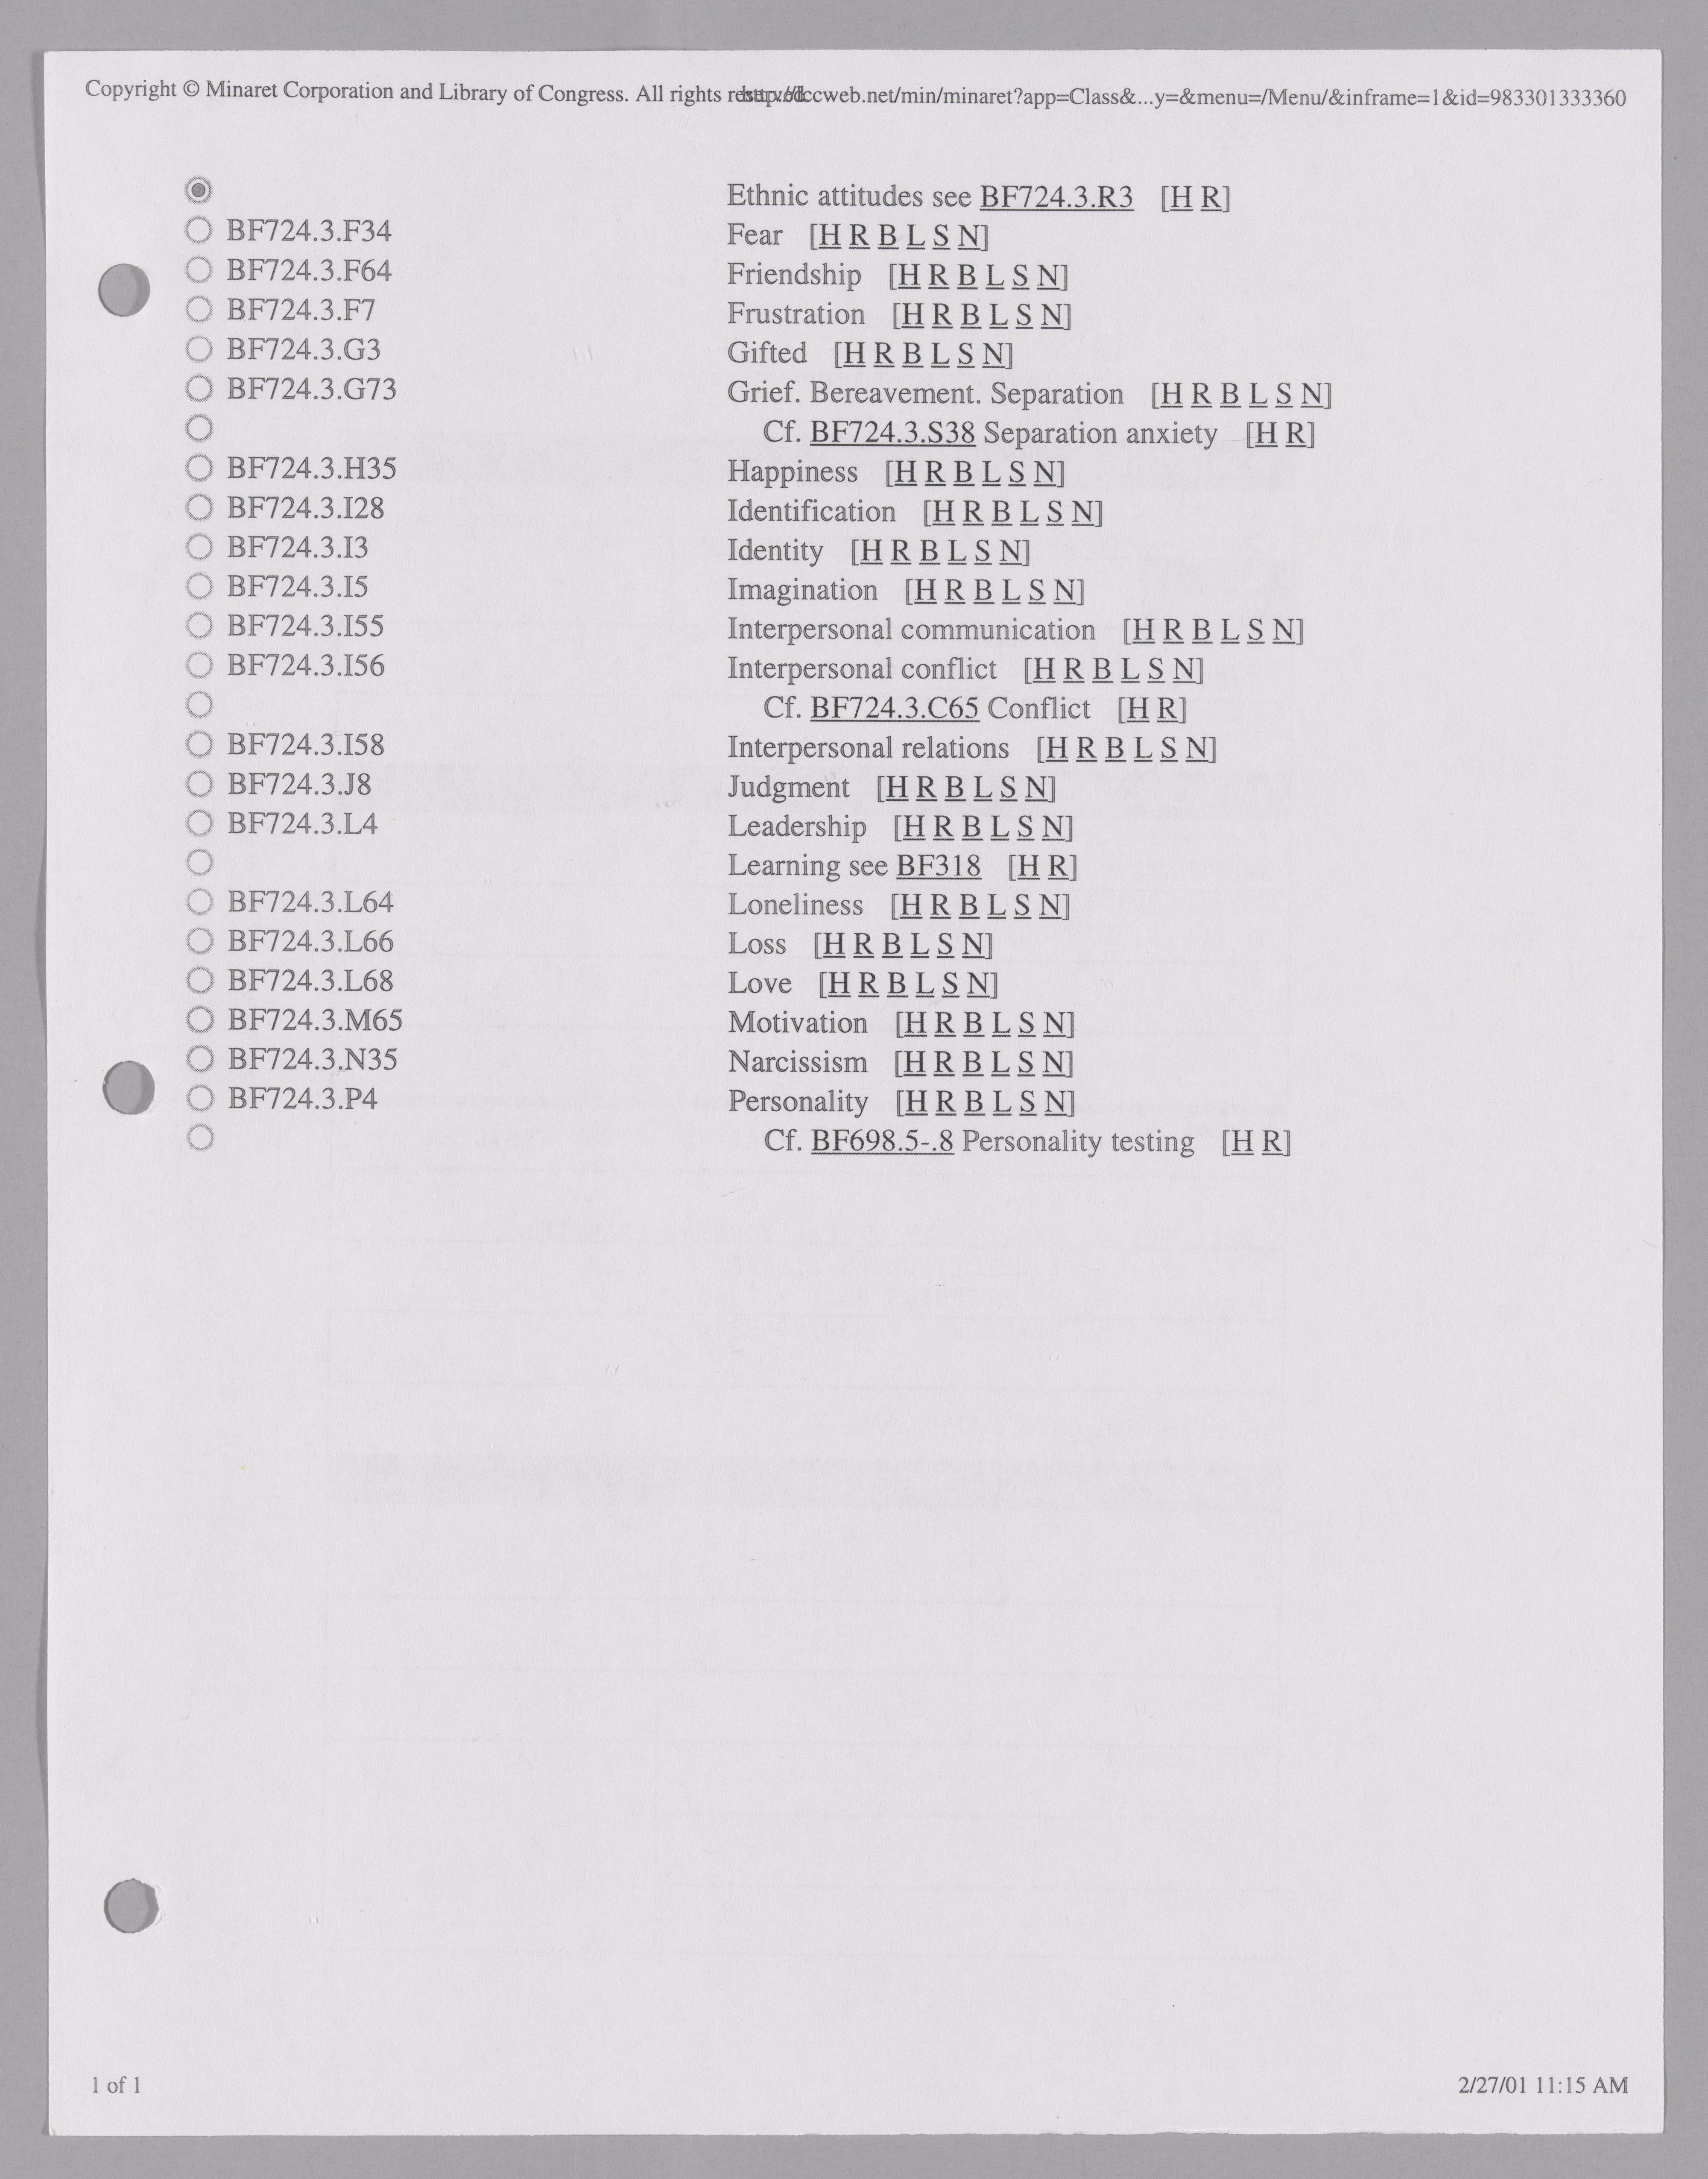 Copyright © Minaret Corporation and Library of Congress. All rights reserved. http://dccweb.net/min/minaret?app=Class&...y=&menu=/Menu/&inframe=1&id=983301333360
Ethnic attitudes see BF724.3.R3 [H R]
BF724.3.F34 Fear [H R B L S N]
BF724.3.F64 Friendship [H R B L S N]
BF724.3.F7 Frustration [H R B L S N]
BF724.3.G3 Gifted [H R B L S N]
BF724.3.G73 Grief. Bereavement. Separation [H R B L S N]
Cf. BF724.3.S38 Separation anxiety [H R]
BF724.3.H35 Happiness [H R B L S N]
BF724.3.I28 Identification [H R B L S N]
BF724.3.I3 Identity [H R B L S N]
BF724.3.I5 Imagination [H R B L S N]
BF724.3.I55 Interpersonal communication [H R B L S N]
BF724.3.I56 Interpersonal conflict [H R B L S N]
Cf. BF724.3.C65 Conflict [H R]
BF724.3.I58 Interpersonal relations [H R B L S N]
BF724.3.J8 Judgment [H R B L S N]
BF724.3.L4 Leadership [H R B L S N]
Learning see BF318 [H R]
BF724.3.L64 Loneliness [H R B L S N]
BF724.3.L66 Loss [H R B L S N]
BF724.3.L68 Love [H R B L S N]
BF724.3.M65 Motivation [H R B L S N]
BF724.3.N35 Narcissism [H R B L S N]
BF724.3.P4 Personality [H R B L S N]
Cf. BF698.5-.8 Personality testing [H R]
1 of 1 2/27/01 11:15 AM